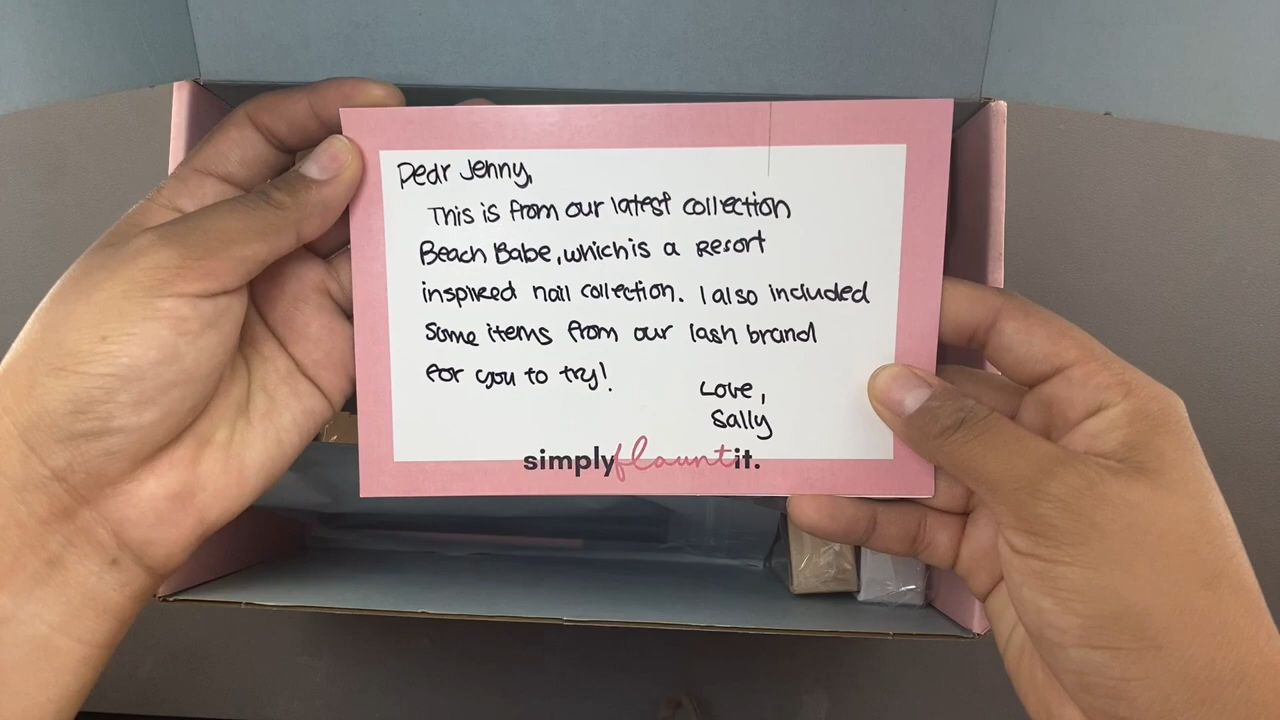 Dear Jenny,
This is from our latest collection
Beach Babe, which is a Resort
inspired nail collection. I also included
some items from our lash brand
for you to try!
Love,
Sally
simplyflauntit.